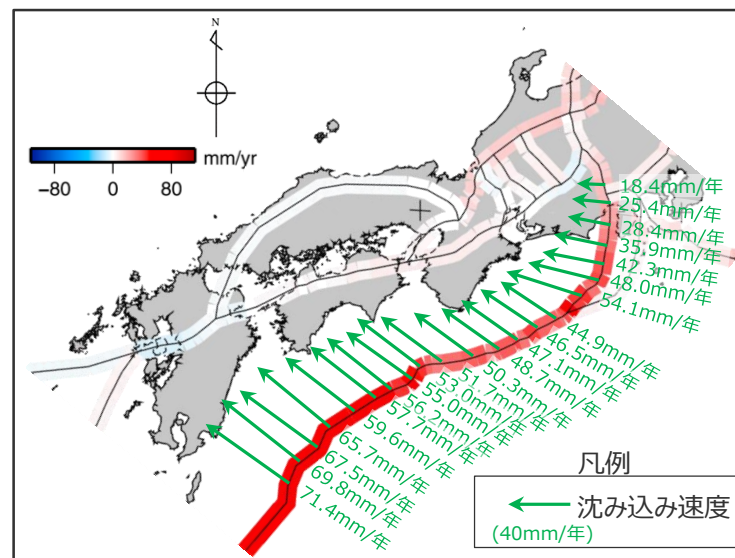 N
mm/yr
−80 0 80
18.4mm/年
25.4mm/年
28.4mm/年
35.9mm/年
42.3mm/年
48.0mm/年
54.1mm/年
44.9mm/年
46.5mm/年
47.1mm/年
48.7mm/年
50.3mm/年
51.7mm/年
53.0mm/年
55.0mm/年
56.2mm/年
57.7mm/年
59.6mm/年
65.7mm/年
67.5mm/年
69.8mm/年
71.4mm/年
凡例
沈み込み速度
(40mm/年)